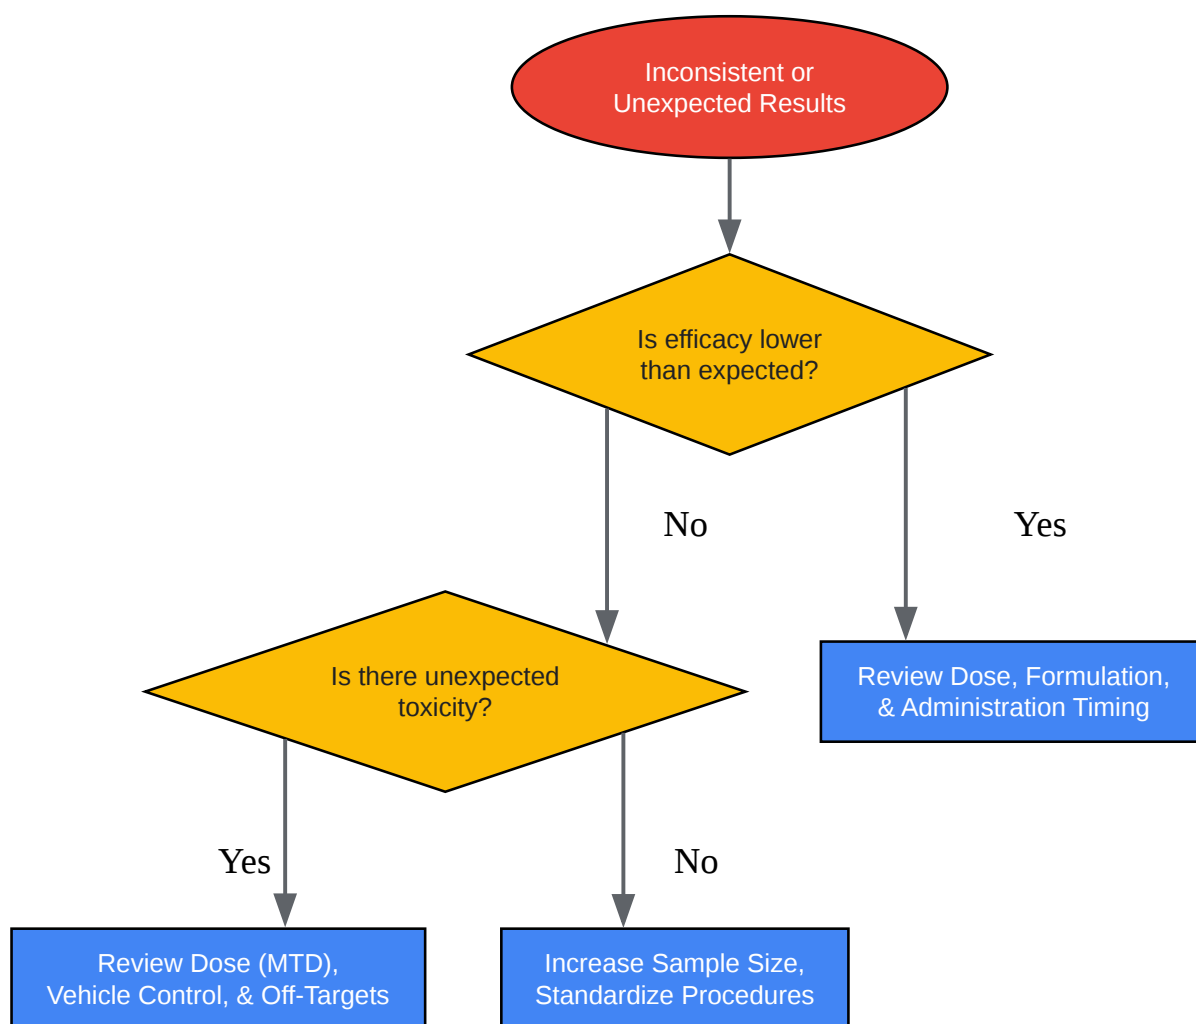 Inconsistent or
Unexpected Results
Is efficacy lower
than expected?
No
Yes
Is there unexpected
toxicity?
Review Dose, Formulation,
& Administration Timing
Yes
No
Review Dose (MTD),
Vehicle Control, & Off-Targets
Increase Sample Size,
Standardize Procedures